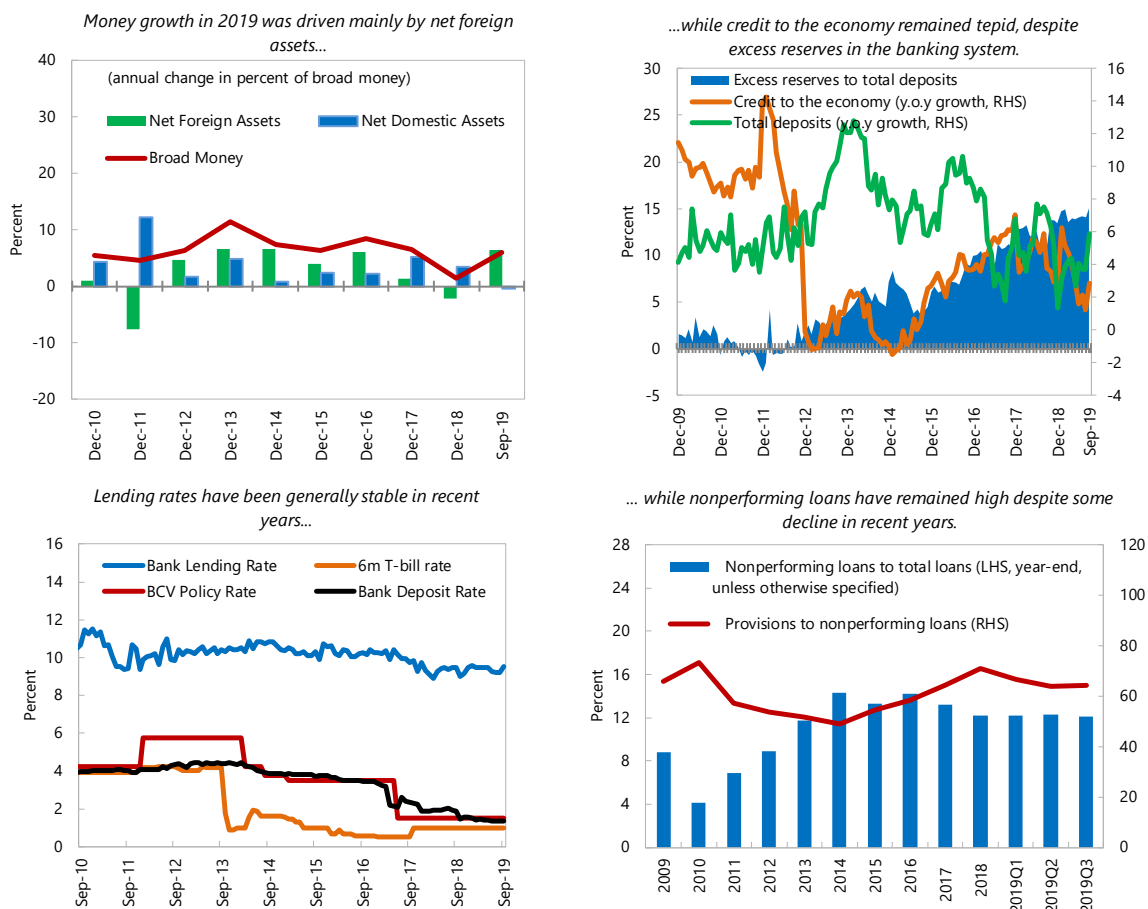 Money growth in 2019 was driven mainly by net foreign
assets...
(annual change in percent of broad money)
Net Foreign Assets
Net Domestic Assets
Broad Money
Percent
40
30
20
10
0
-10
-20
Dec-10
Dec-11
Dec-12
Dec-13
Dec-14
Dec-15
Dec-16
Dec-17
Dec-18
Sep-19
...while credit to the economy remained tepid, despite
excess reserves in the banking system.
Excess reserves to total deposits
Credit to the economy (y.o.y growth, RHS)
Total deposits (y.o.y growth, RHS)
Percent
30
25
20
15
10
5
0
-5
16
14
12
10
8
6
4
2
0
-2
-4
Dec-09
Dec-10
Dec-11
Dec-12
Dec-13
Dec-14
Dec-15
Dec-16
Dec-17
Dec-18
Sep-19
Lending rates have been generally stable in recent
years...
Bank Lending Rate
6m T-bill rate
BCV Policy Rate
Bank Deposit Rate
Percent
16
14
12
10
8
6
4
2
0
Sep-10
Sep-11
Sep-12
Sep-13
Sep-14
Sep-15
Sep-16
Sep-17
Sep-18
Sep-19
... while nonperforming loans have remained high despite some
decline in recent years.
Nonperforming loans to total loans (LHS, year-end,
unless otherwise specified)
Provisions to nonperforming loans (RHS)
Percent
28
24
20
16
12
8
4
0
120
100
80
60
40
20
0
2009
2010
2011
2012
2013
2014
2015
2016
2017
2018
2019Q1
2019Q2
2019Q3